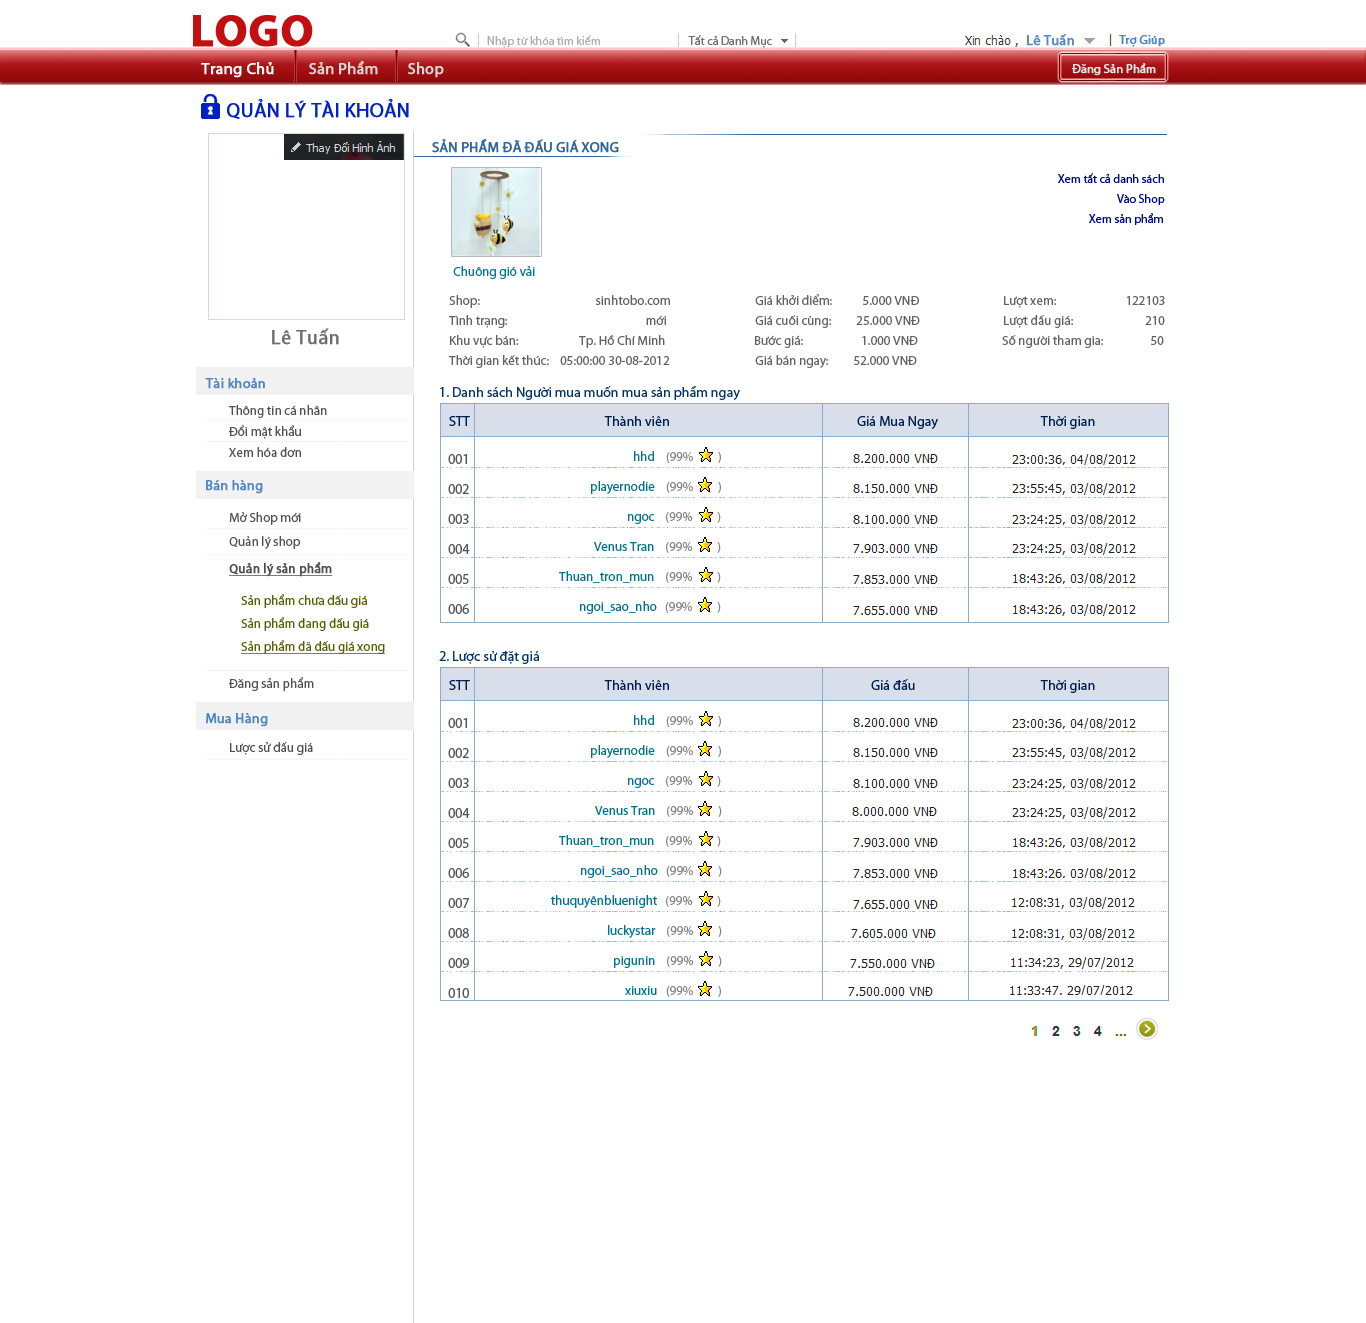 LOGO
Nhập từ khóa tìm kiếm
Tất cả Danh Mục
Xin chào , Lê Tuấn
Trợ Giúp
Trang Chủ
Sản Phẩm
Shop
Đăng Sản Phẩm
QUẢN LÝ TÀI KHOẢN
Thay Đổi Hình Ảnh
Lê Tuấn
Tài khoản
Thông tin cá nhân
Đổi mật khẩu
Xem hóa đơn
Bán hàng
Mở Shop mới
Quản lý shop
Quản lý sản phẩm
Sản phẩm chưa đấu giá
Sản phẩm đang đấu giá
Sản phẩm đã đấu giá xong
Đăng sản phẩm
Mua Hàng
Lược sử đấu giá
SẢN PHẨM ĐÃ ĐẤU GIÁ XONG
Xem tất cả danh sách
Vào Shop
Xem sản phẩm
Chuông gió vải
Shop: sinhtobo.com Giá khởi điểm: 5.000 VNĐ Lượt xem: 122103
Tình trạng: mới Giá cuối cùng: 25.000 VNĐ Lượt đấu giá: 210
Khu vực bán: Tp. Hồ Chí Minh Bước giá: 1.000 VNĐ Số người tham gia: 50
Thời gian kết thúc: 05:00:00 30-08-2012 Giá bán ngay: 52.000 VNĐ
1. Danh sách Người mua muốn mua sản phẩm ngay
STT Thành viên Giá Mua Ngay Thời gian
001 hhd (99% ) 8.200.000 VNĐ 23:00:36, 04/08/2012
002 playernodie (99% ) 8.150.000 VNĐ 23:55:45, 03/08/2012
003 ngoc (99% ) 8.100.000 VNĐ 23:24:25, 03/08/2012
004 Venus Tran (99% ) 7.903.000 VNĐ 23:24:25, 03/08/2012
005 Thuan_tron_mun (99% ) 7.853.000 VNĐ 18:43:26, 03/08/2012
006 ngoi_sao_nho (99% ) 7.655.000 VNĐ 18:43:26, 03/08/2012
2. Lược sử đặt giá
STT Thành viên Giá đấu Thời gian
001 hhd (99% ) 8.200.000 VNĐ 23:00:36, 04/08/2012
002 playernodie (99% ) 8.150.000 VNĐ 23:55:45, 03/08/2012
003 ngoc (99% ) 8.100.000 VNĐ 23:24:25, 03/08/2012
004 Venus Tran (99% ) 8.000.000 VNĐ 23:24:25, 03/08/2012
005 Thuan_tron_mun (99% ) 7.903.000 VNĐ 18:43:26, 03/08/2012
006 ngoi_sao_nho (99% ) 7.853.000 VNĐ 18:43:26, 03/08/2012
007 thuquyênbluenight (99% ) 7.655.000 VNĐ 12:08:31, 03/08/2012
008 luckystar (99% ) 7.605.000 VNĐ 12:08:31, 03/08/2012
009 pigunin (99% ) 7.550.000 VNĐ 11:34:23, 29/07/2012
010 xiuxiu (99% ) 7.500.000 VNĐ 11:33:47, 29/07/2012
1 2 3 4 ...